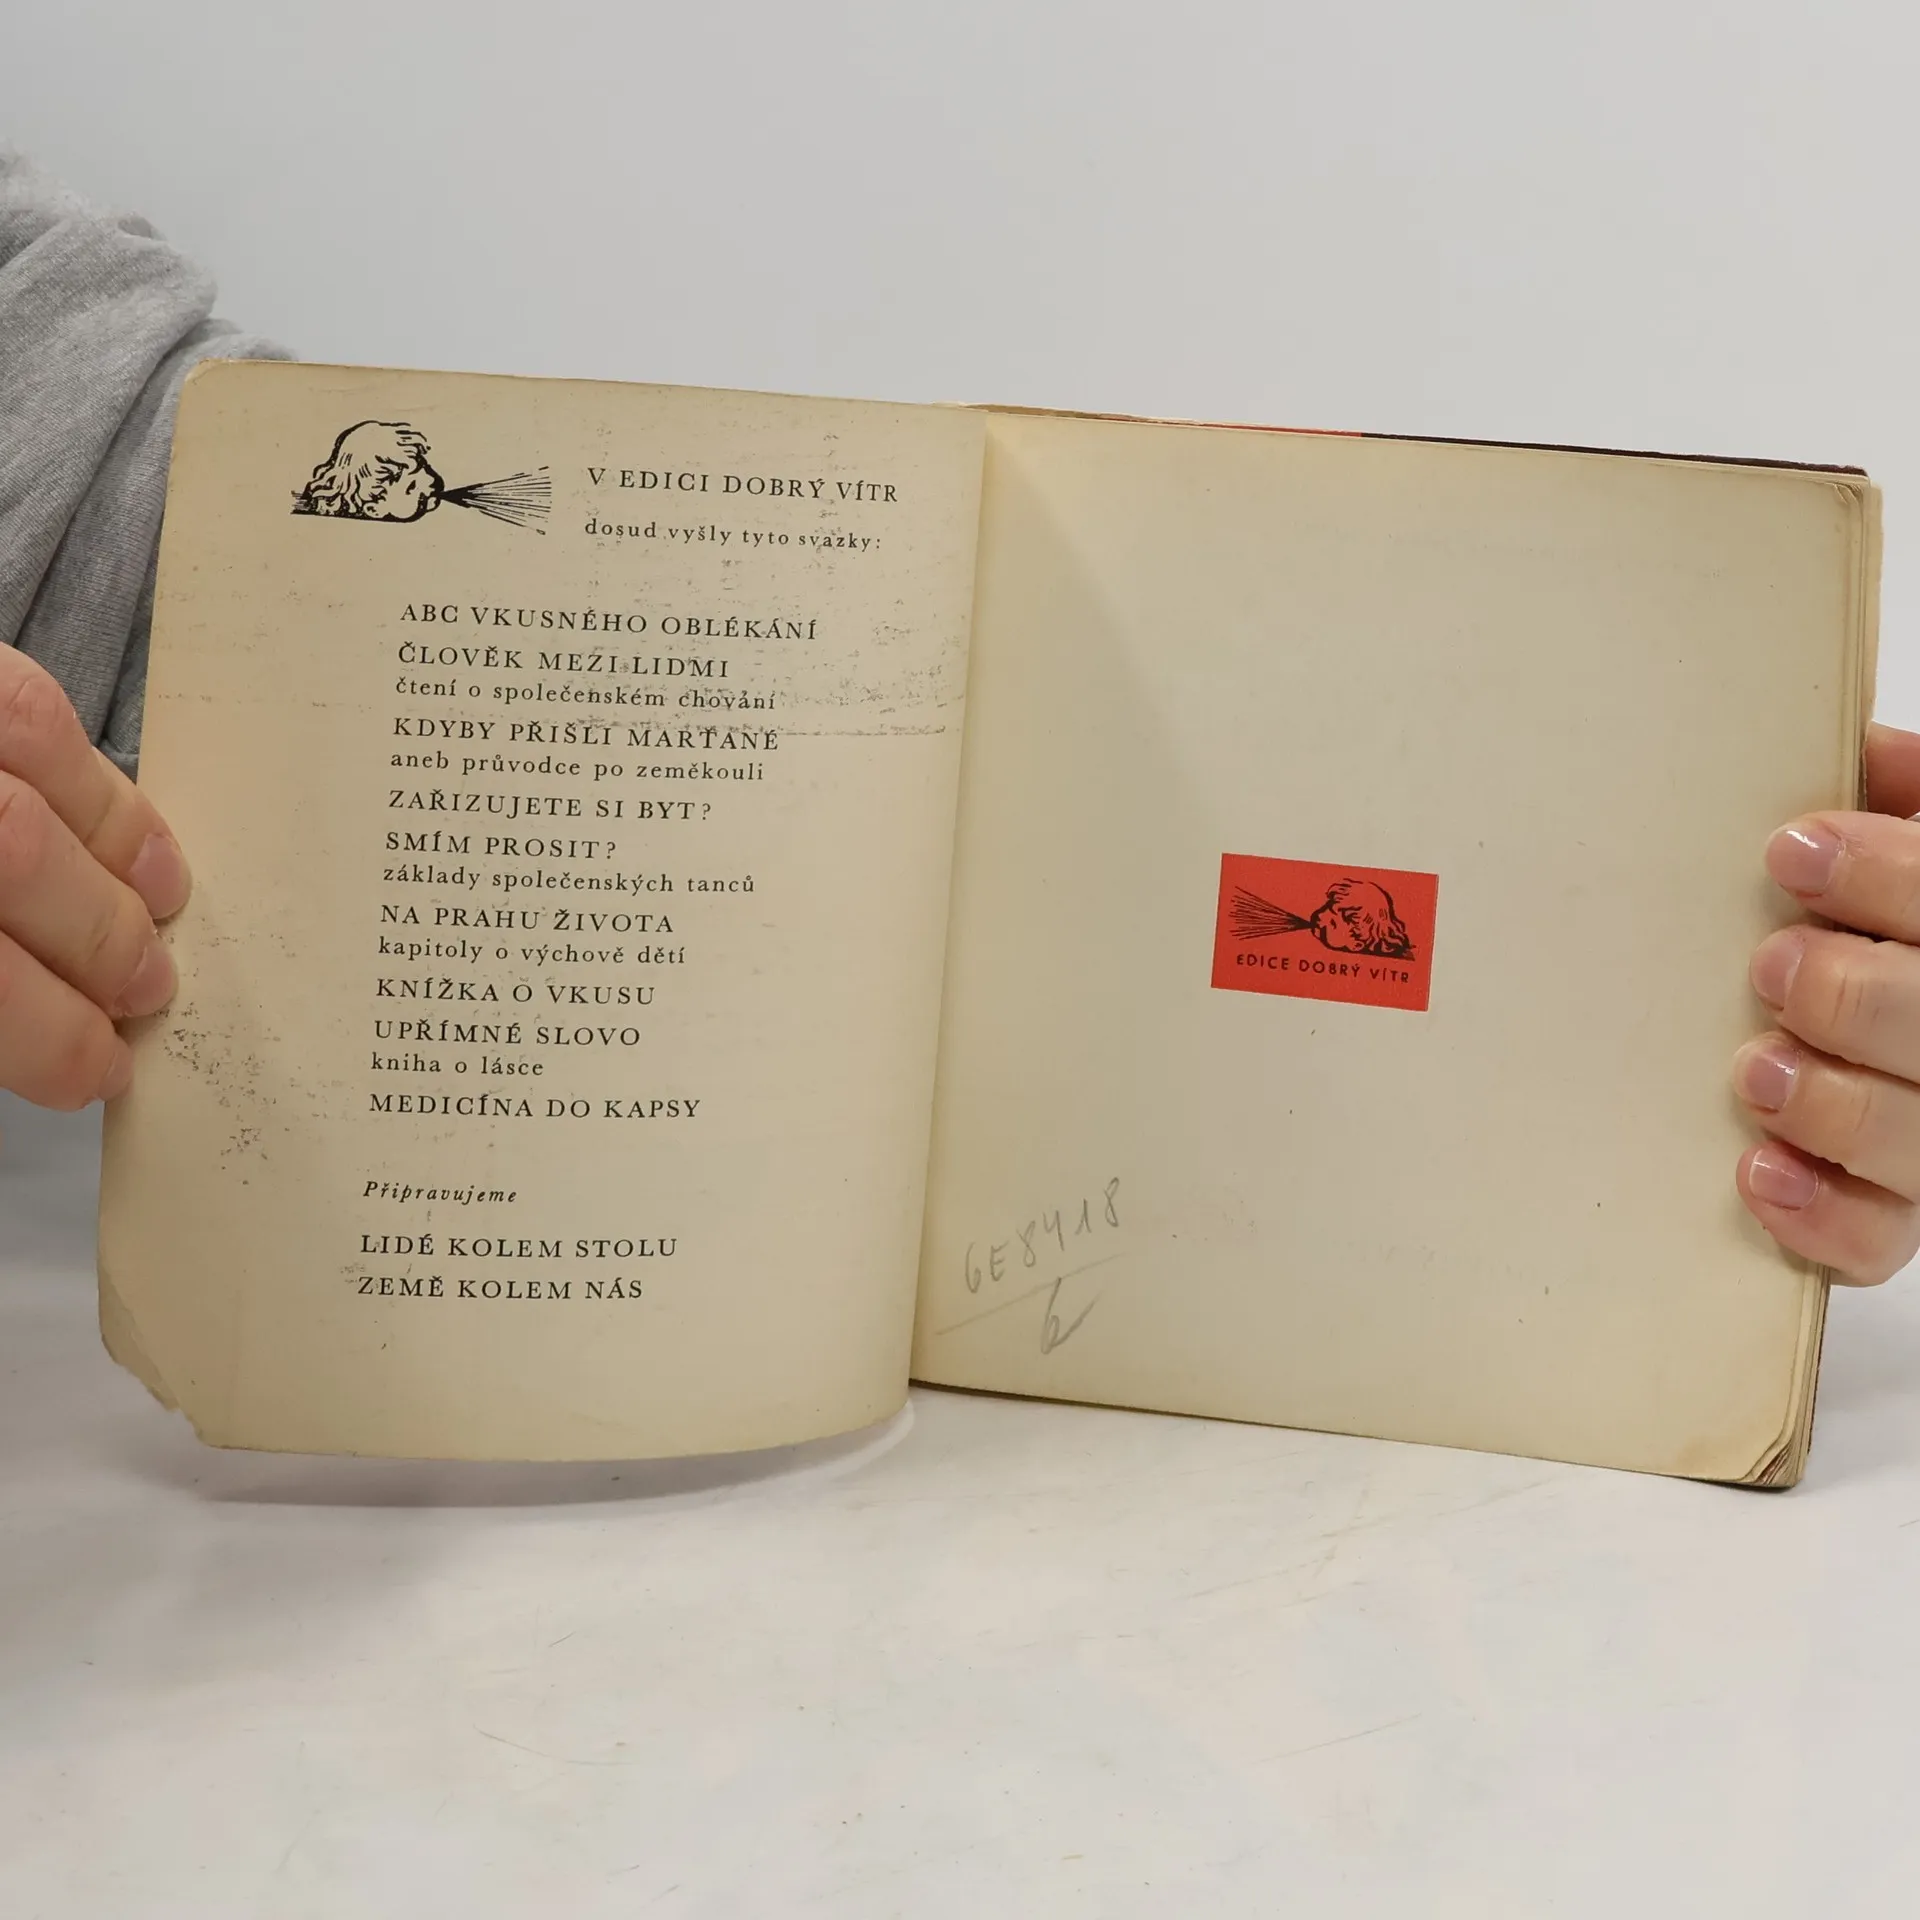 V EDICI DOBRÝ VÍTR
dosud vyšly tyto svazky:
ABC VKUSNÉHO OBLÉKÁNÍ
ČLOVĚK MEZI LIDMI
čtení o společenském chování
KDYBY PŘIŠLI MARŤANÉ
aneb průvodce po zeměkouli
ZAŘIZUJETE SI BYT?
SMÍM PROSIT?
základy společenských tanců
NA PRAHU ŽIVOTA
kapitoly o výchově dětí
KNÍŽKA O VKUSU
UPŘÍMNÉ SLOVO
kniha o lásce
MEDICÍNA DO KAPSY
Připravujeme
LIDÉ KOLEM STOLU
ZEMĚ KOLEM NÁS
EDICE DOBRÝ VÍTR
6E8418
6